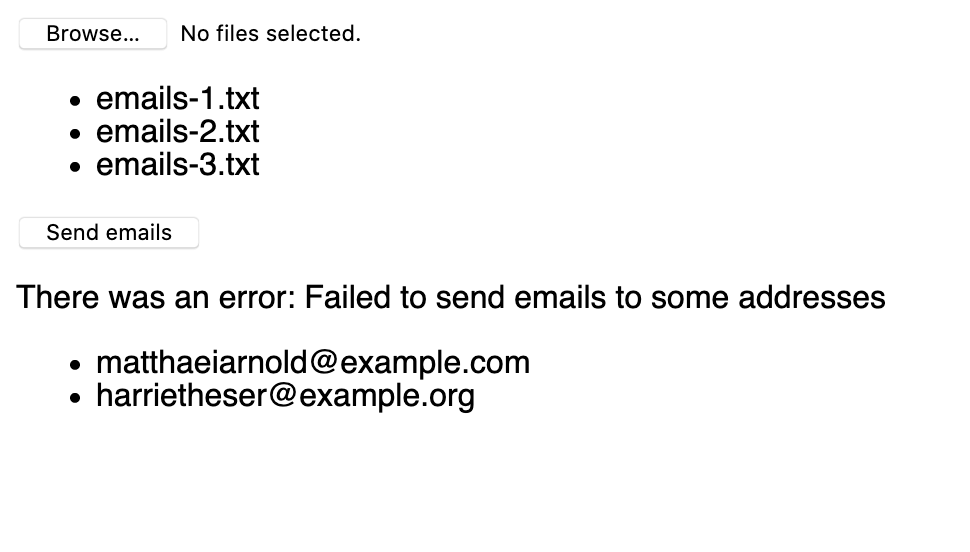 Browse... No files selected.
• emails-1.txt
• emails-2.txt
• emails-3.txt
Send emails
There was an error: Failed to send emails to some addresses
• matthaeiarnold@example.com
• harrietheser@example.org